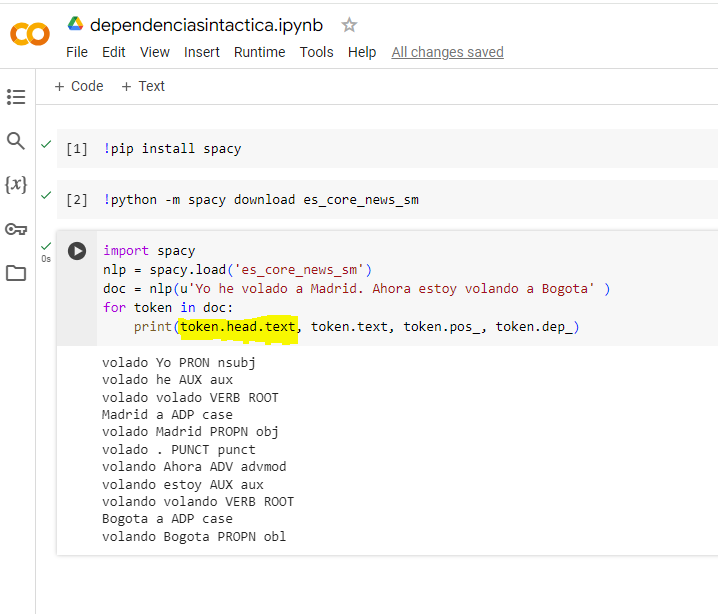 dependenciasintactica.ipynb
File Edit View Insert Runtime Tools Help All changes saved
+ Code + Text
[1] !pip install spacy
[2] !python -m spacy download es_core_news_sm
0s
import spacy
nlp = spacy.load('es_core_news_sm')
doc = nlp(u'Yo he volado a Madrid. Ahora estoy volando a Bogota' )
for token in doc:
    print(token.head.text, token.text, token.pos_, token.dep_)
volado Yo PRON nsubj
volado he AUX aux
volado volado VERB ROOT
Madrid a ADP case
volado Madrid PROPN obj
volado . PUNCT punct
volando Ahora ADV advmod
volando estoy AUX aux
volando volando VERB ROOT
Bogota a ADP case
volando Bogota PROPN obl